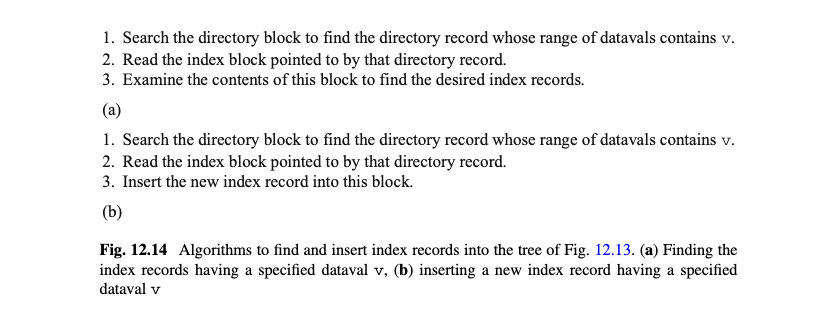 1. Search the directory block to find the directory record whose range of datavals contains v.
2. Read the index block pointed to by that directory record.
3. Examine the contents of this block to find the desired index records.
(a)
1. Search the directory block to find the directory record whose range of datavals contains v.
2. Read the index block pointed to by that directory record.
3. Insert the new index record into this block.
(b)
Fig. 12.14 Algorithms to find and insert index records into the tree of Fig. 12.13. (a) Finding the
index records having a specified dataval v, (b) inserting a new index record having a specified
dataval v